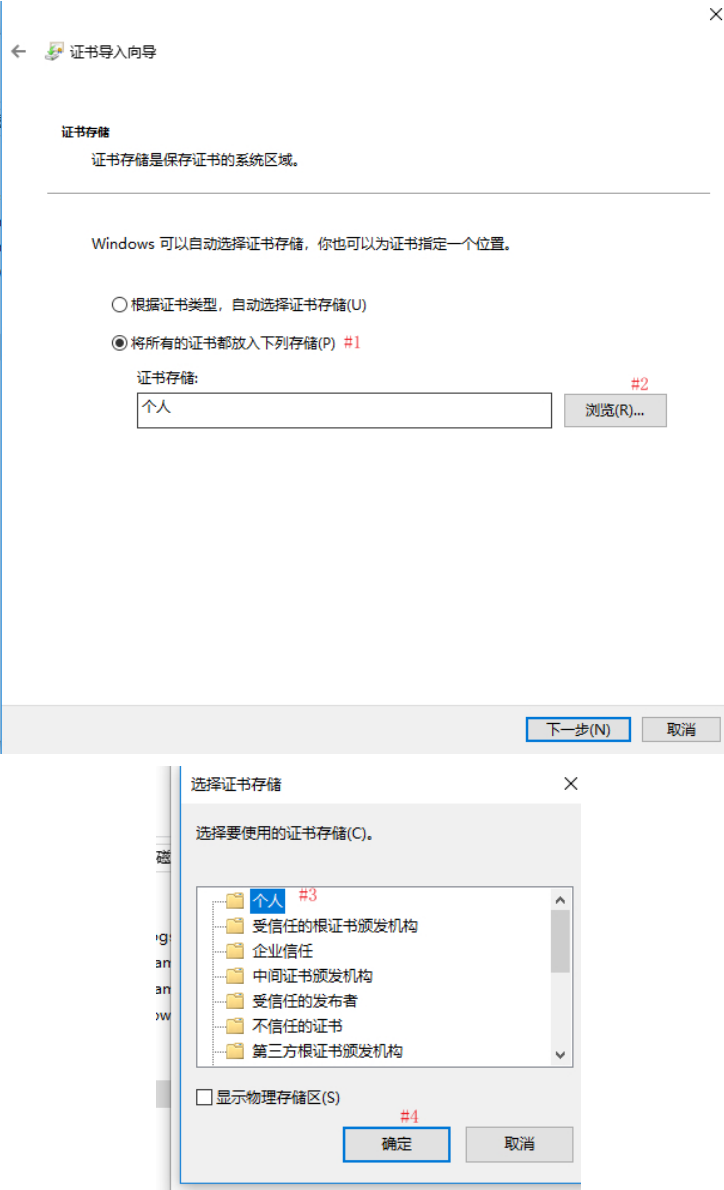 证书导入向导
证书存储
证书存储是保存证书的系统区域。
Windows 可以自动选择证书存储，你也可以为证书指定一个位置。
根据证书类型，自动选择证书存储(U)
将所有的证书都放入下列存储(P) #1
证书存储:
#2
个人
浏览(R)...
下一步(N)
取消
选择证书存储
选择要使用的证书存储(C)。
个人 #3
受信任的根证书颁发机构
企业信任
中间证书颁发机构
受信任的发布者
不信任的证书
第三方根证书颁发机构
显示物理存储区(S)
#4
确定
取消